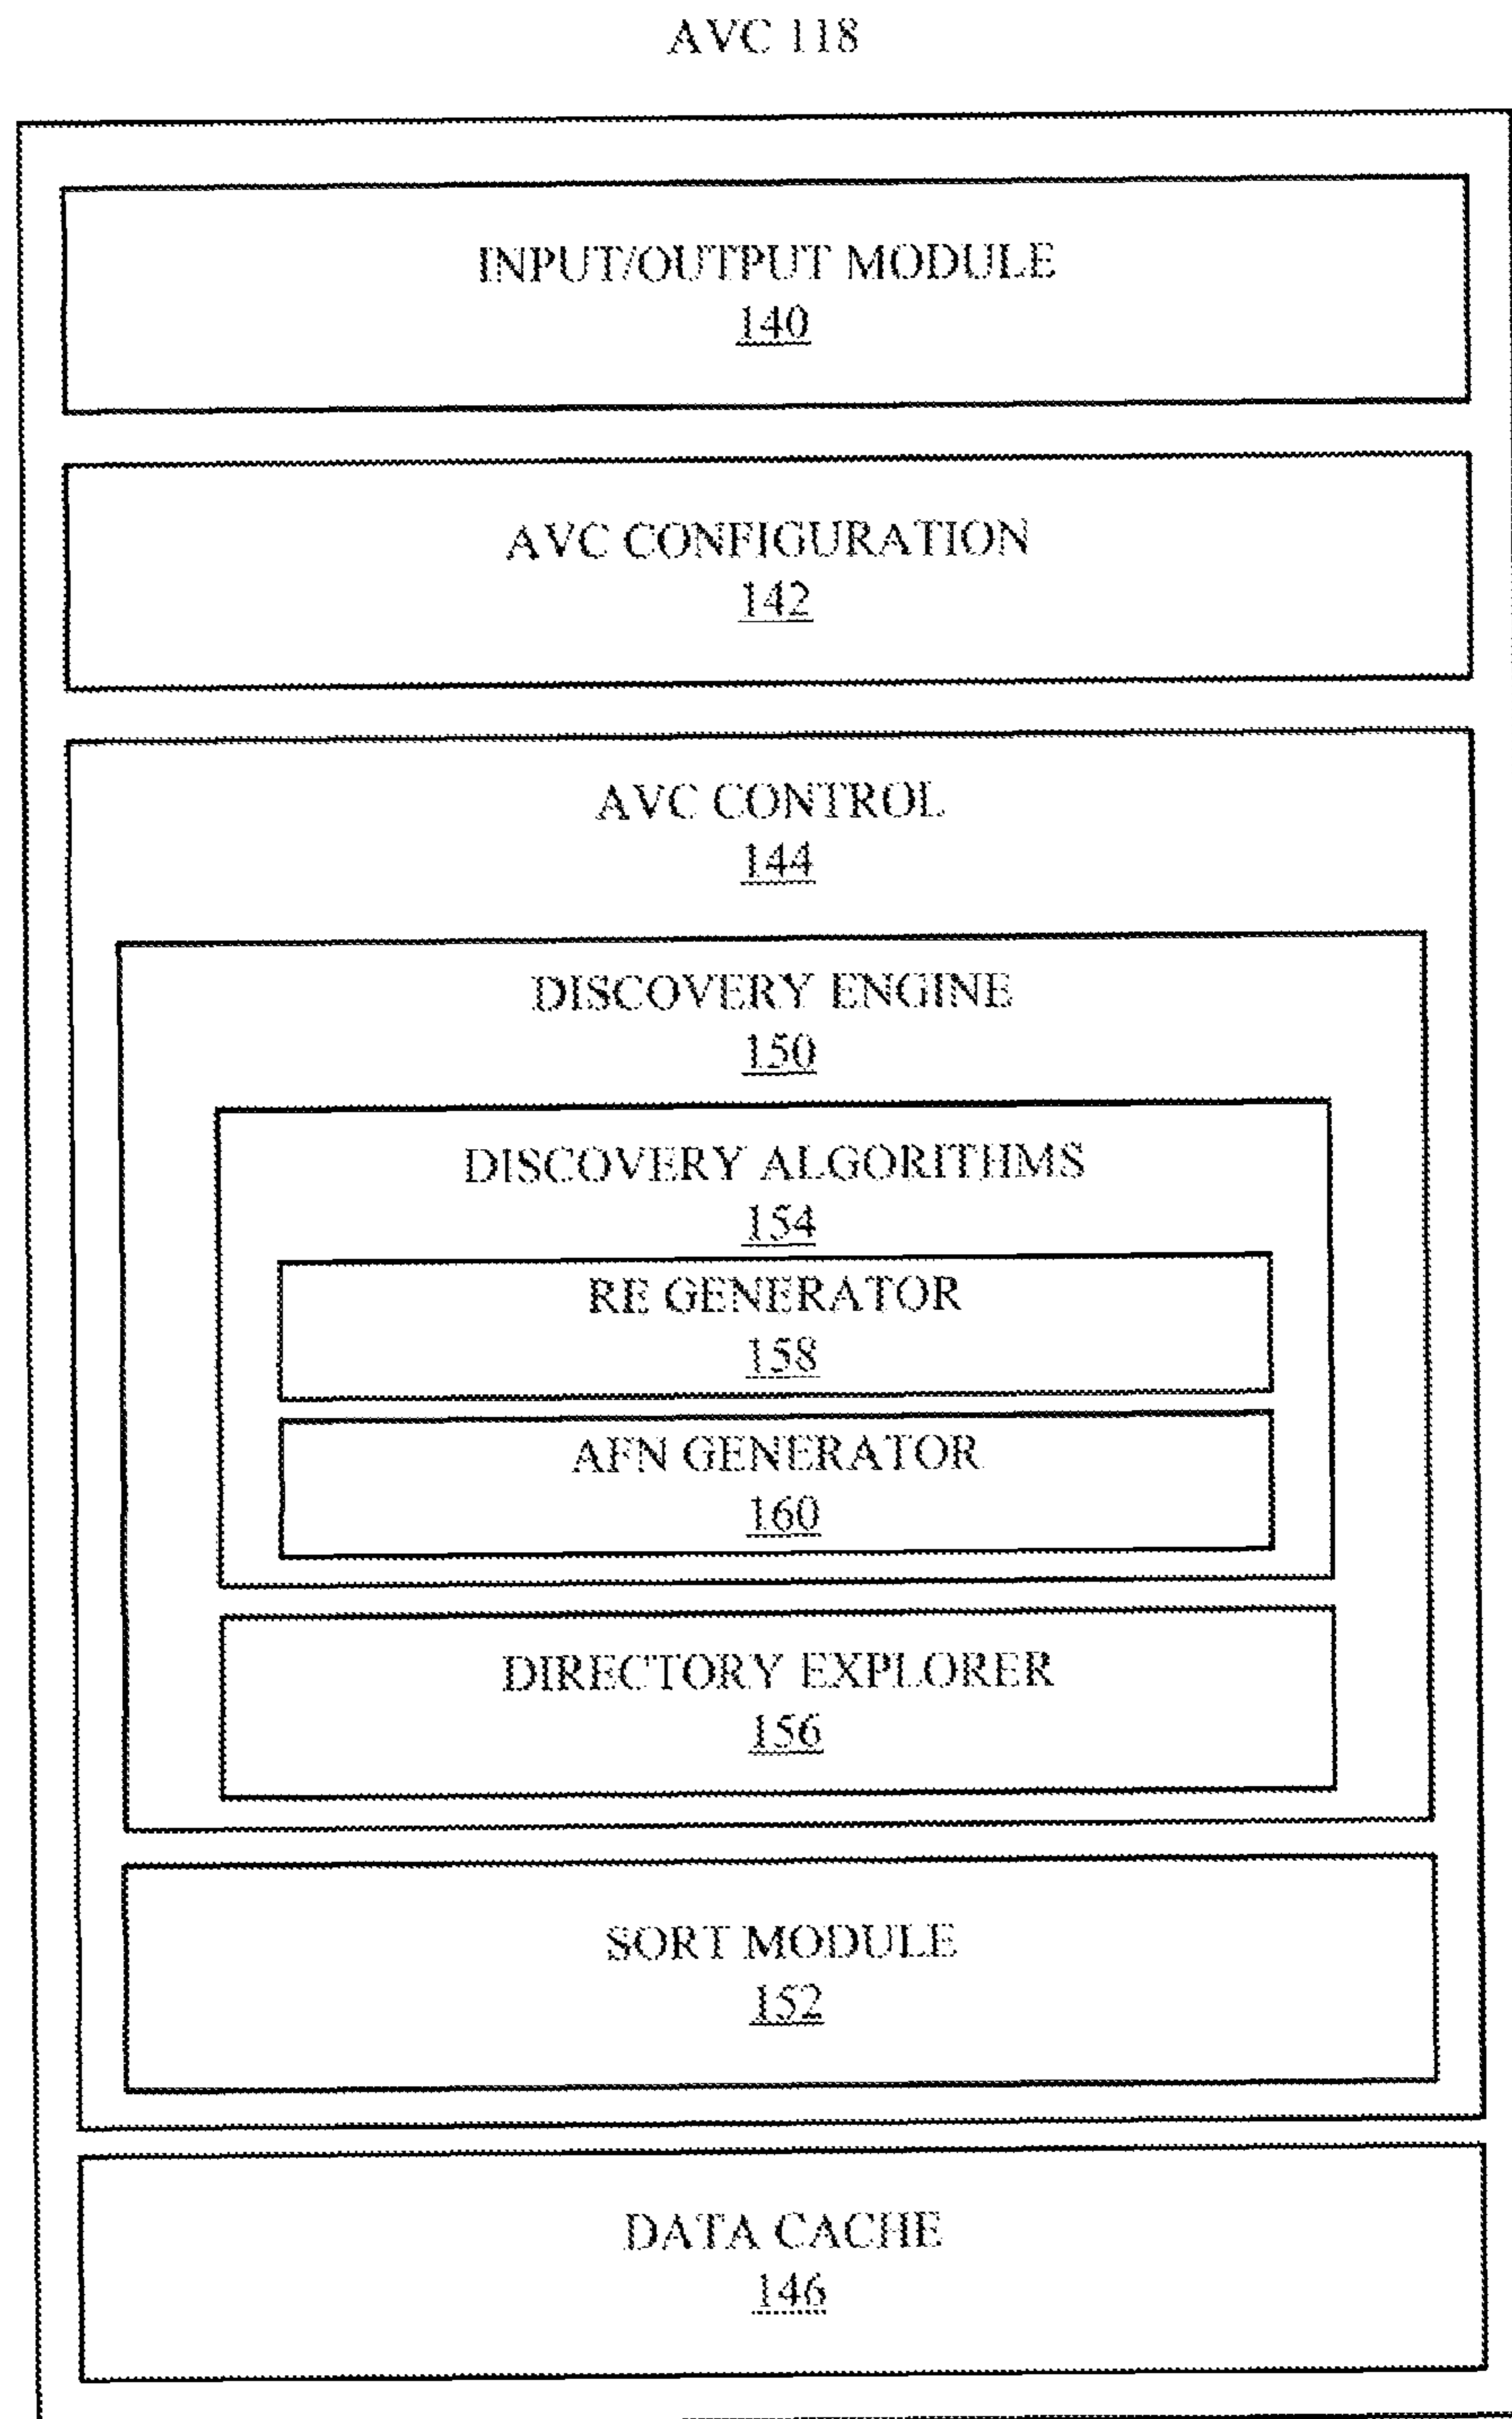 AVC 118
INPUT/OUTPUT MODULE
140
AVC CONFIGURATION
142
AVC CONTROL
144
DISCOVERY ENGINE
150
DISCOVERY ALGORITHMS
154
RE GENERATOR
158
AFN GENERATOR
160
DIRECTORY EXPLORER
156
SORT MODULE
152
DATA CACHE
146